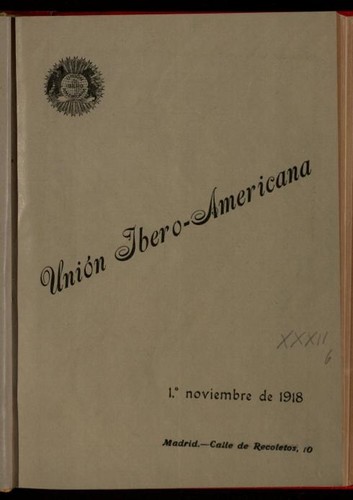 Unión Ibero-Americana
XXXII
6
1.º noviembre de 1918
Madrid.—Calle de Recoletos, 10